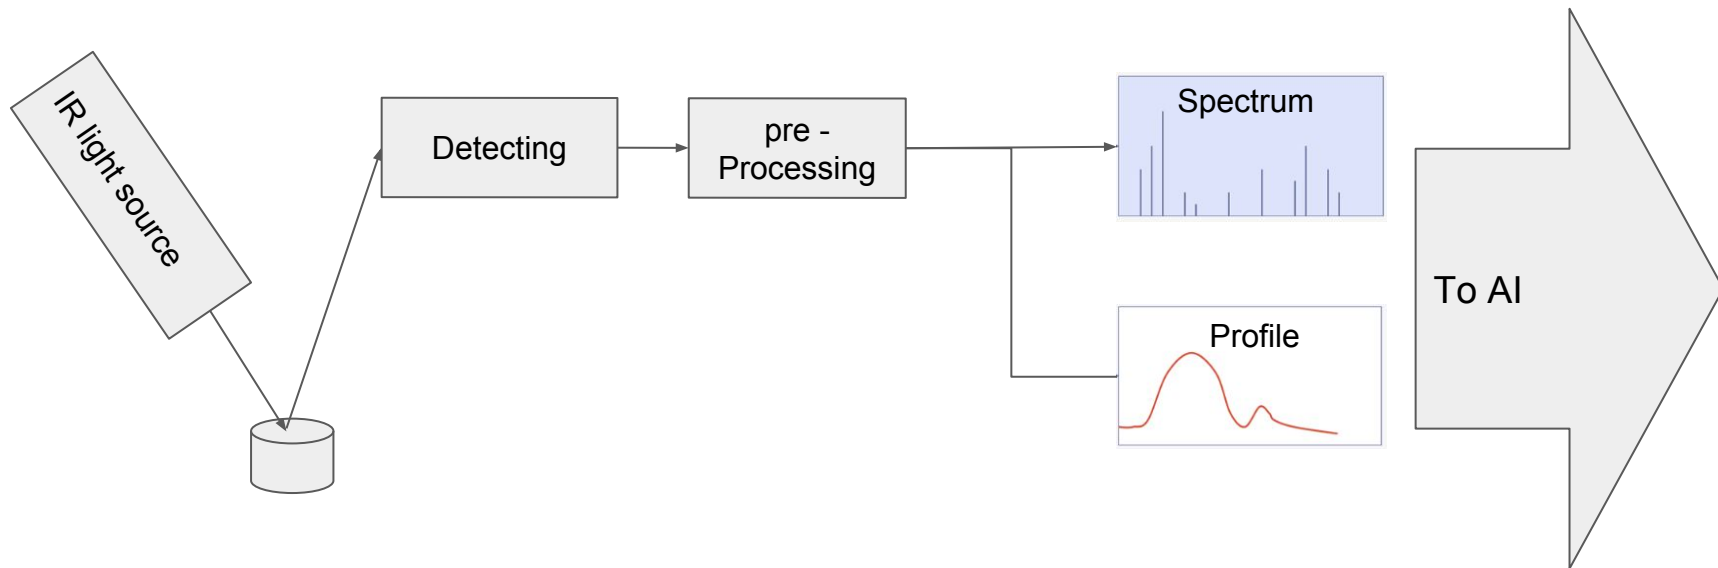 IR light source
Detecting
pre -
Processing
Spectrum
Profile
To AI